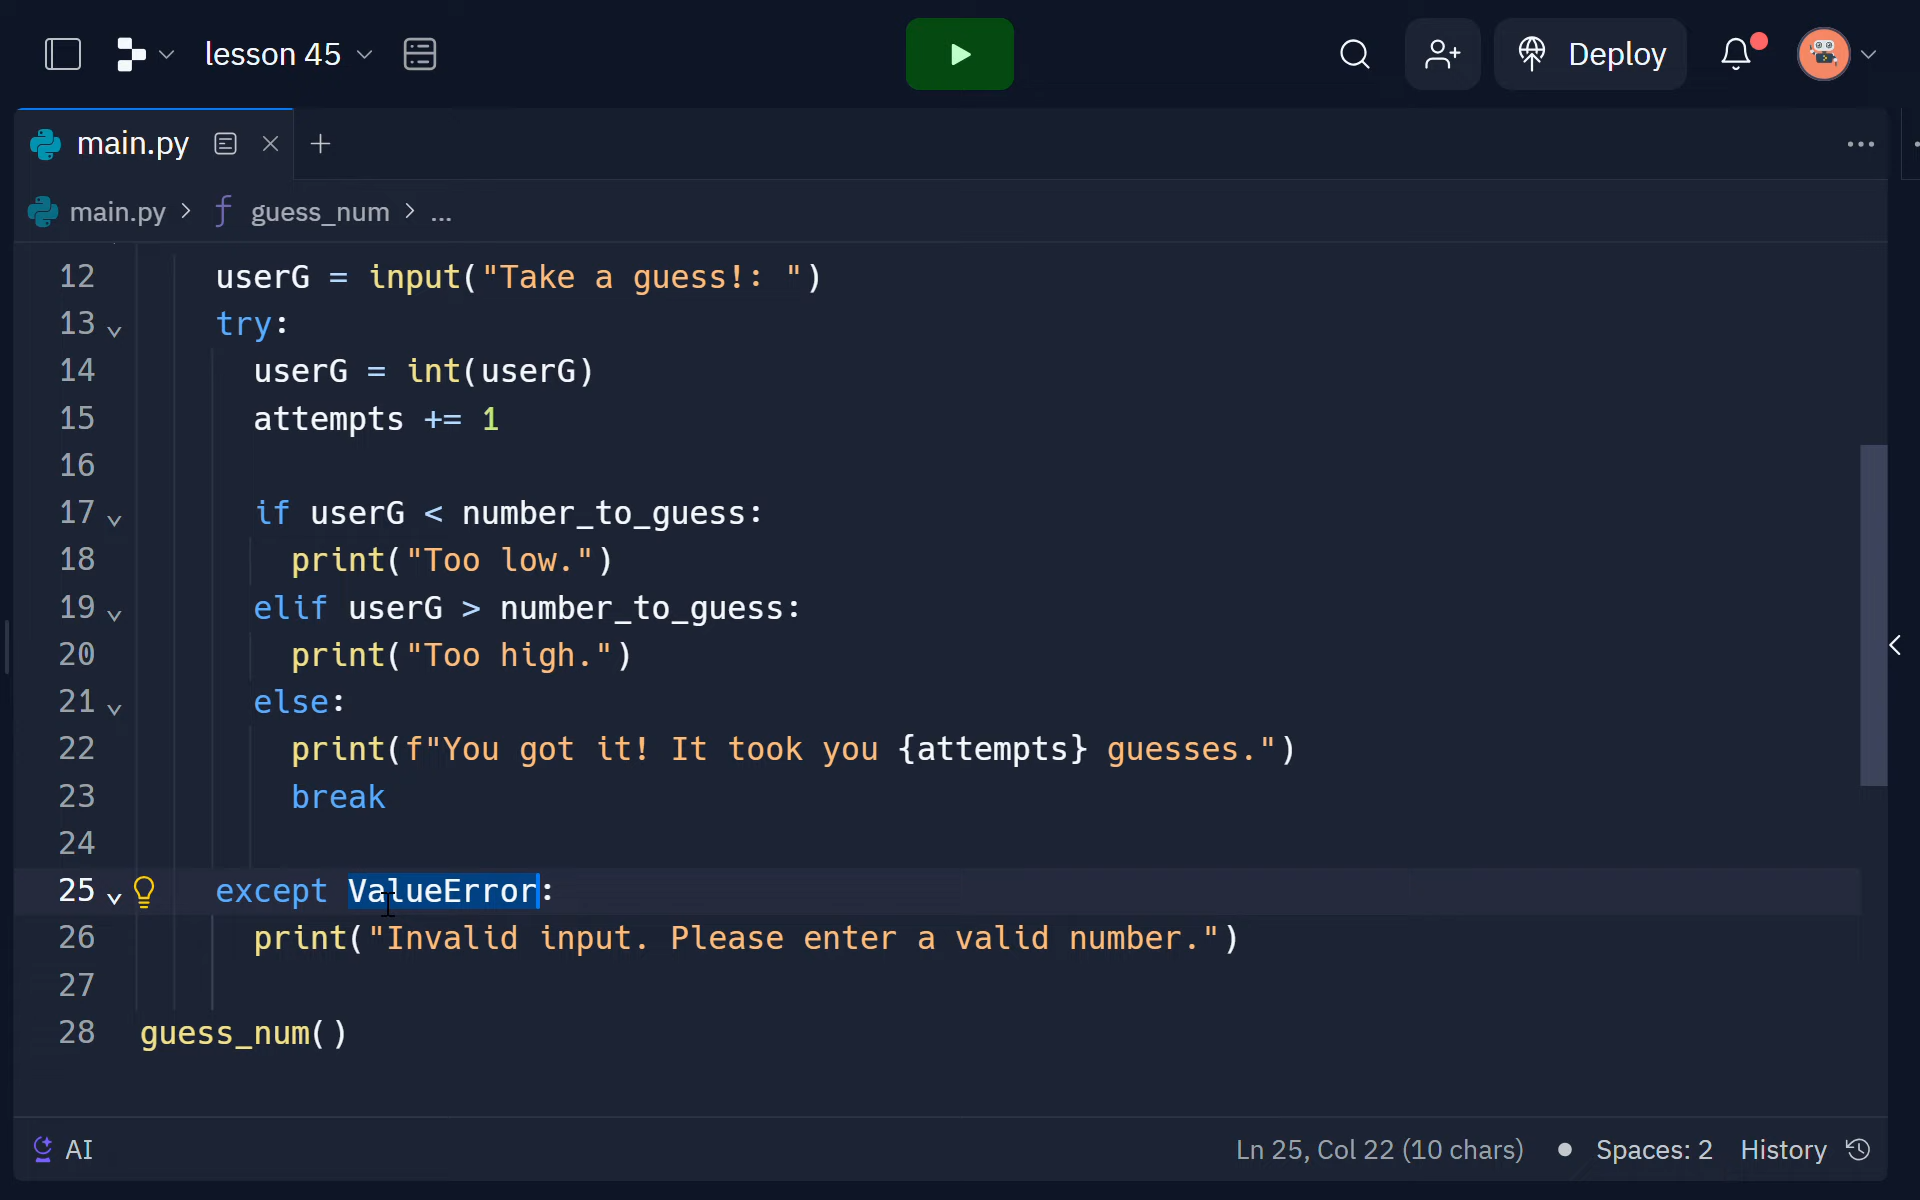 lesson 45
Deploy
main.py
main.py > guess_num > ...
12 userG = input("Take a guess!: ")
13 try:
14 userG = int(userG)
15 attempts += 1
16
17 if userG < number_to_guess:
18 print("Too low.")
19 elif userG > number_to_guess:
20 print("Too high.")
21 else:
22 print(f"You got it! It took you {attempts} guesses.")
23 break
24
25 except ValueError:
26 print("Invalid input. Please enter a valid number.")
27
28 guess_num()
AI
Ln 25, Col 22 (10 chars)
Spaces: 2
History